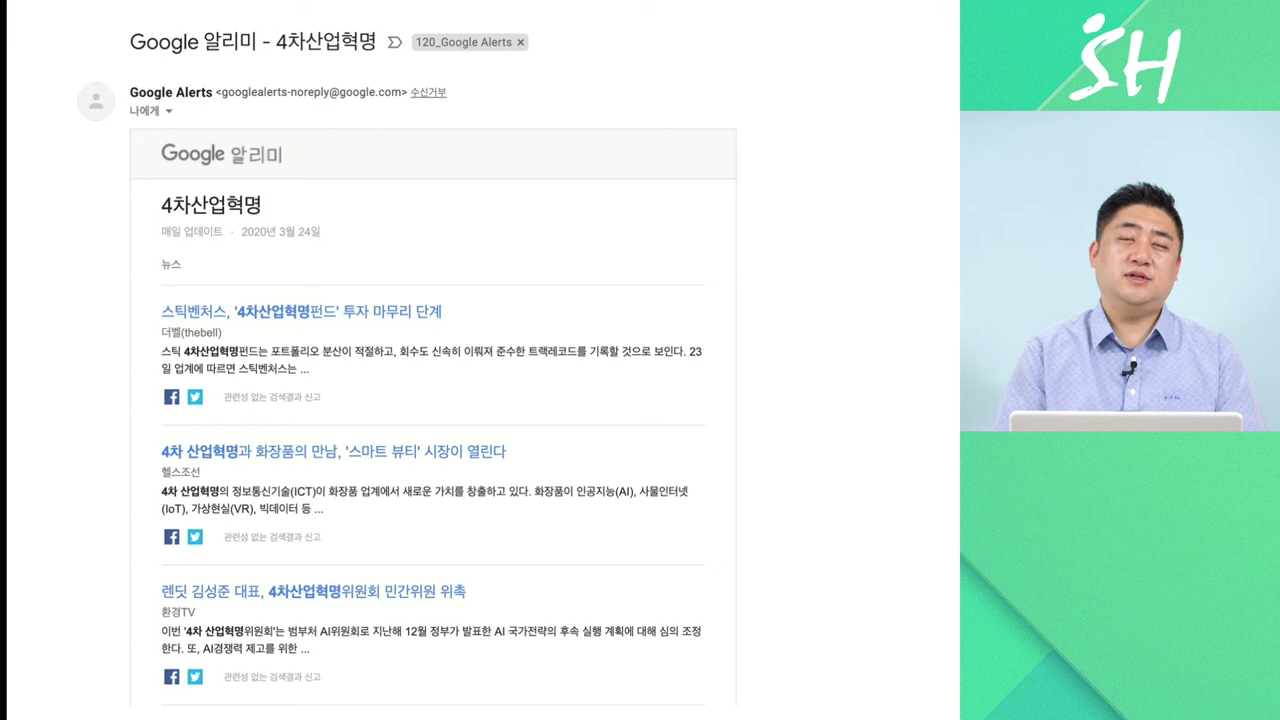 Google 알리미 - 4차산업혁명
120_Google Alerts ×
Google Alerts <googlealerts-noreply@google.com> 수신거부
나에게
Google 알리미
4차산업혁명
매일 업데이트 · 2020년 3월 24일
뉴스
스틱벤처스, '4차산업혁명펀드' 투자 마무리 단계
더벨(thebell)
스틱 4차산업혁명펀드는 포트폴리오 분산이 적절하고, 회수도 신속히 이뤄져 준수한 트랙레코드를 기록할 것으로 보인다. 23
일 업계에 따르면 스틱벤처스는 ...
관련성 없는 검색결과 신고
4차 산업혁명과 화장품의 만남, '스마트 뷰티' 시장이 열린다
헬스조선
4차 산업혁명의 정보통신기술(ICT)이 화장품 업계에서 새로운 가치를 창출하고 있다. 화장품이 인공지능(AI), 사물인터넷
(IoT), 가상현실(VR), 빅데이터 등 ...
관련성 없는 검색결과 신고
렌딧 김성준 대표, 4차산업혁명위원회 민간위원 위촉
환경TV
이번 '4차 산업혁명위원회'는 범부처 AI위원회로 지난해 12월 정부가 발표한 AI 국가전략의 후속 실행 계획에 대해 심의 조정
한다. 또, AI경쟁력 제고를 위한 ...
관련성 없는 검색결과 신고
SH